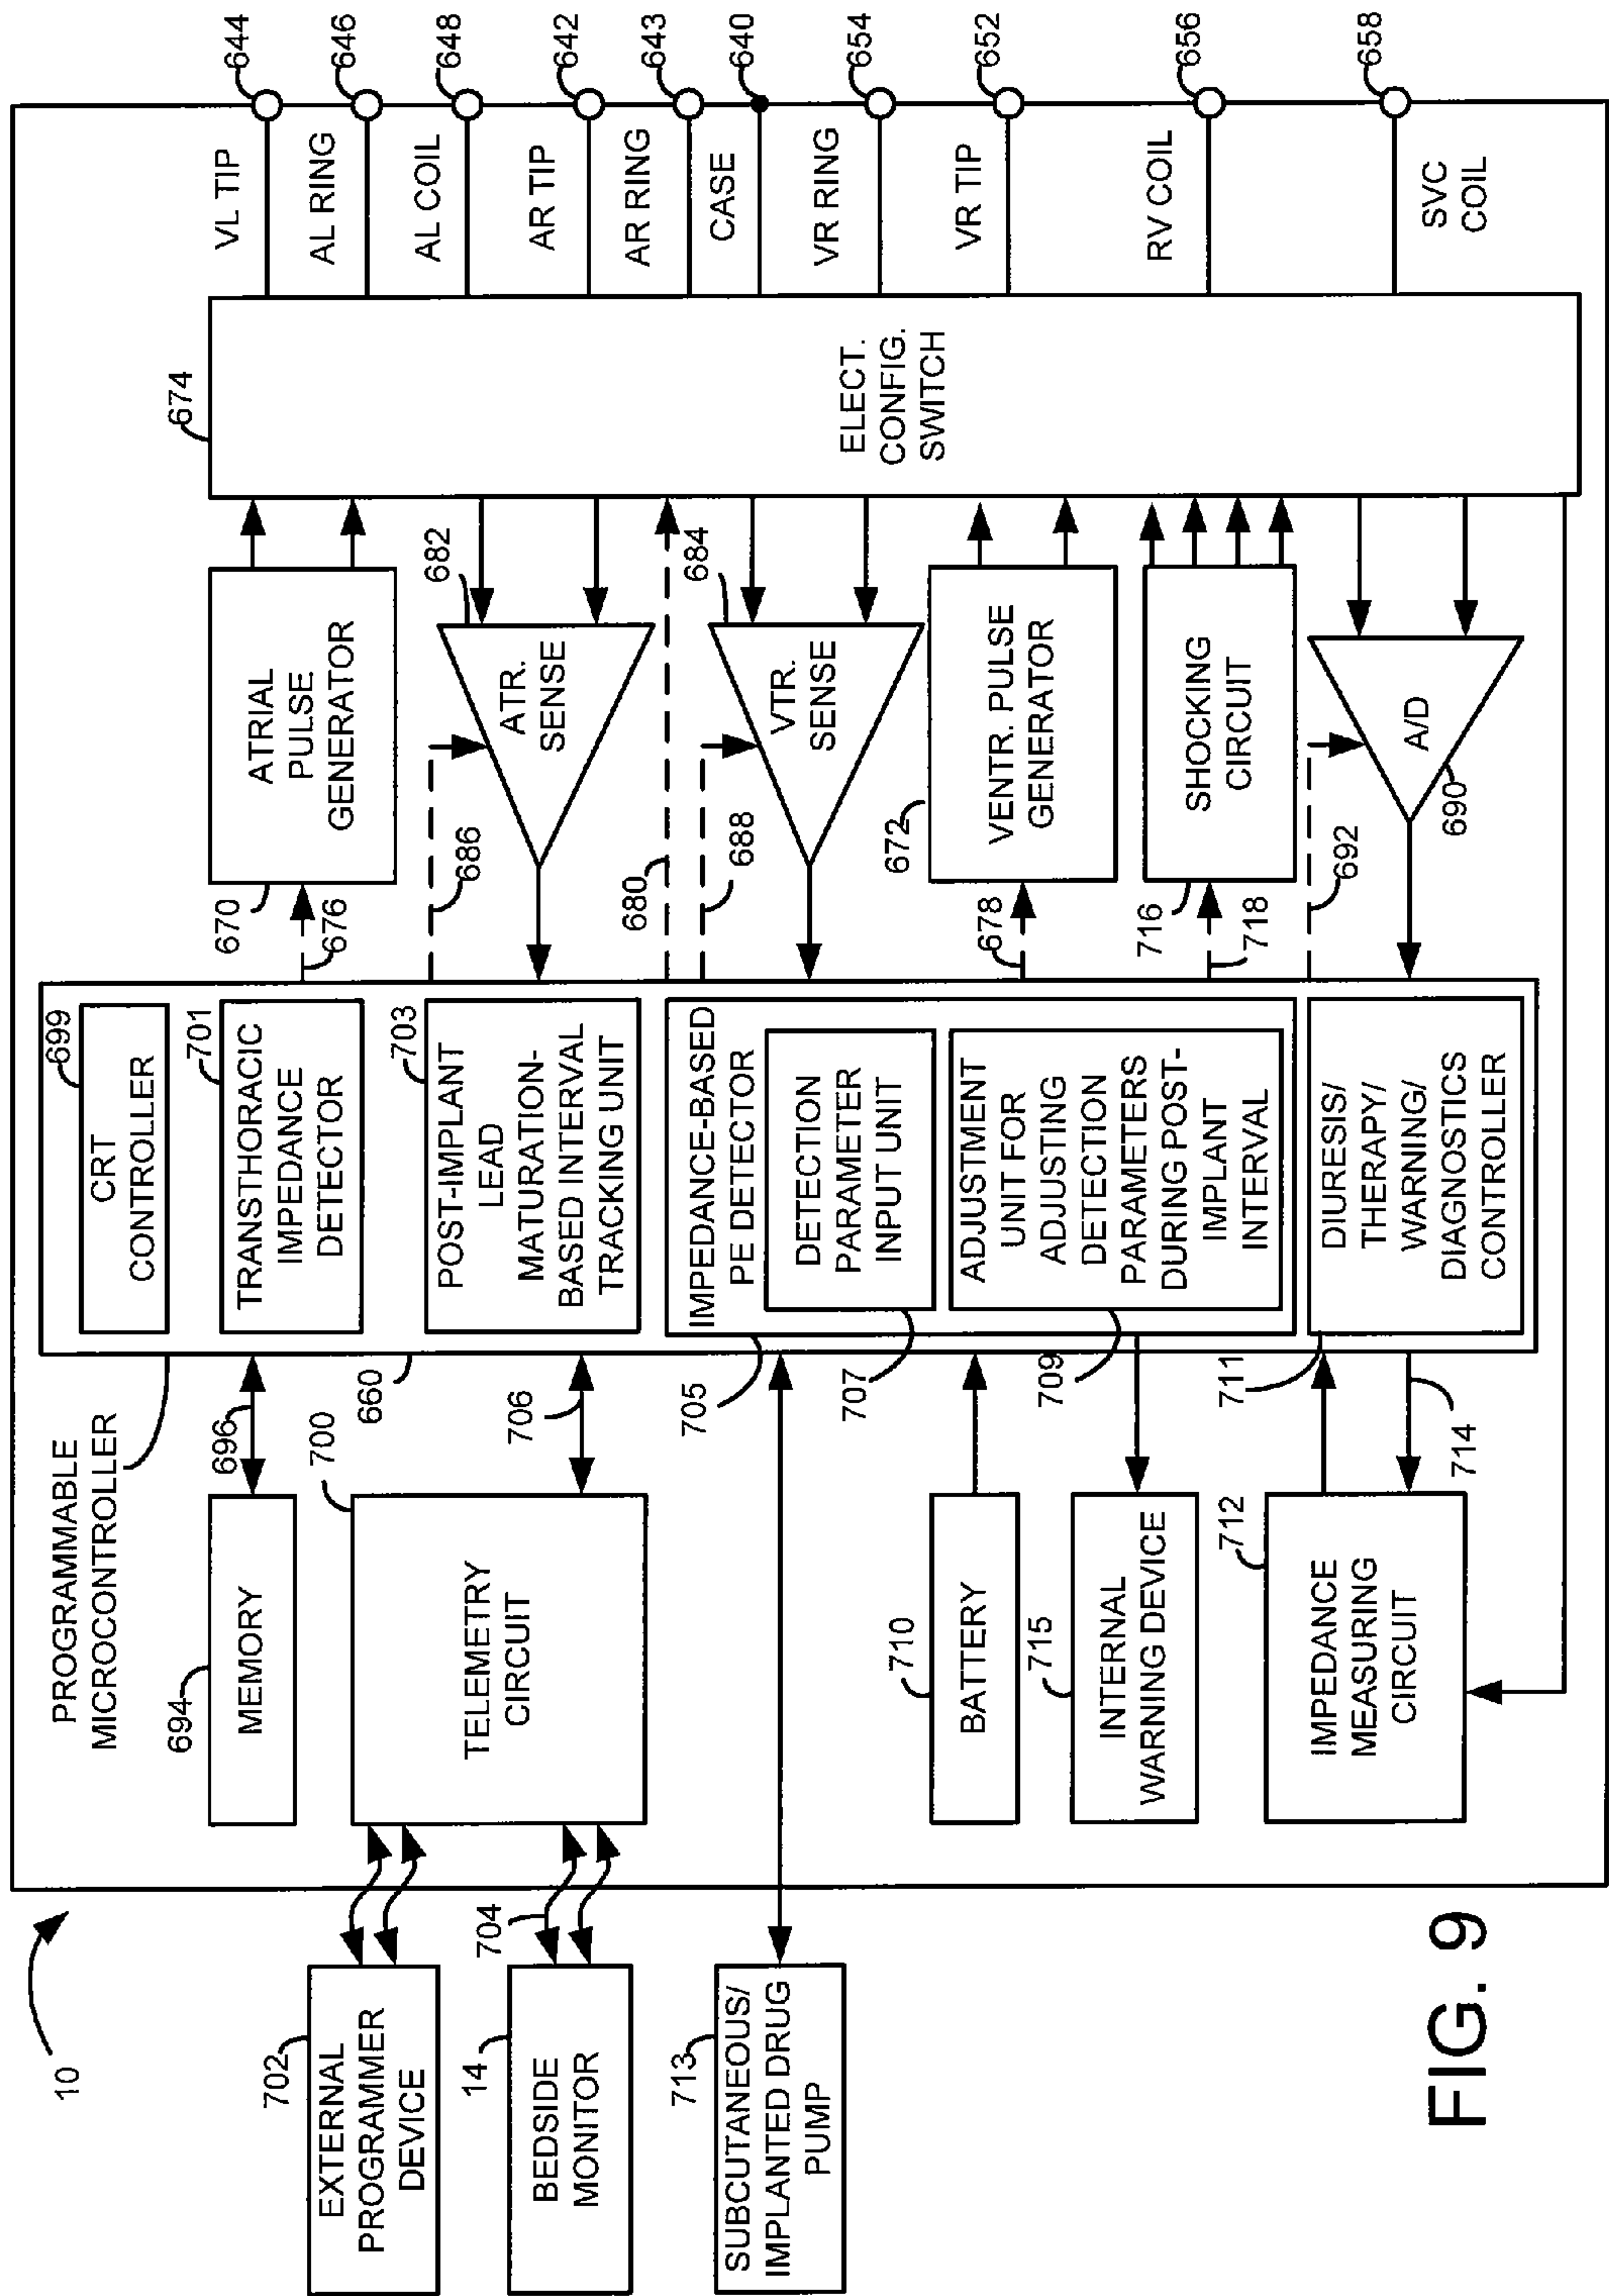 10
702
EXTERNAL
PROGRAMER
DEVICE
14
BEDSIDE
MONITOR
704
713
SUBCUTANEOUS/
IMPLANTED DRUG
PUMP
PROGRAMMABLE
MICROCONTROLLER
694
MEMORY
696
700
TELEMETRY
CIRCUIT
706
660
710
BATTERY
715
INTERNAL
WARNING DEVICE
712
IMPEDANCE
MEASURING
CIRCUIT
714
699
CRT
CONTROLLER
701
TRANSTHORACIC
IMPEDANCE
DETECTOR
703
POST-IMPLANT
LEAD
MATURATION-
BASED INTERVAL
TRACKING UNIT
705
IMPEDANCE-BASED
PE DETECTOR
707
DETECTION
PARAMETER
INPUT UNIT
709
ADJUSTMENT
UNIT FOR
ADJUSTING
DETECTION
PARAMETERS
DURING POST-
IMPLANT
INTERVAL
711
DIURESIS/
THERAPY/
WARNING/
DIAGNOSTICS
CONTROLLER
670
676
ATRIAL
PULSE
GENERATOR
686
682
ATR.
SENSE
680
688
684
VTR.
SENSE
672
678
VENTR. PULSE
GENERATOR
716
718
SHOCKING
CIRCUIT
692
690
A/D
674
ELECT.
CONFIG.
SWITCH
VL TIP
644
AL RING
646
AL COIL
648
AR TIP
642
AR RING
643
CASE
640
VR RING
654
VR TIP
652
RV COIL
656
SVC
COIL
658
FIG. 9